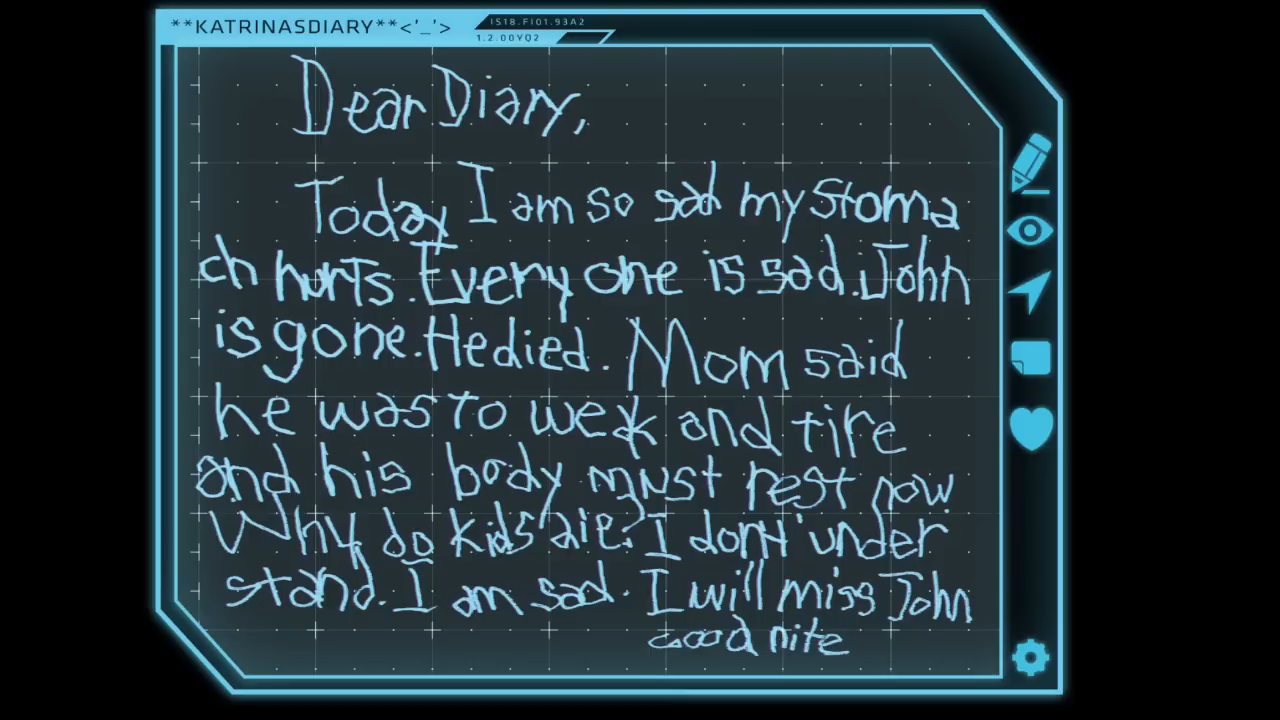 **KATRINASDIARY**<'_'>
IS18.FI01.93A2
1.2.00YQ2
Dear Diary,
Today I am so sad my stoma
ch hurts. Every one is sad. John
is gone. He died. Mom said
he was to weak and tire
and his body must rest now.
Why do kids die? I dont under
stand. I am sad. I will miss John
Good nite